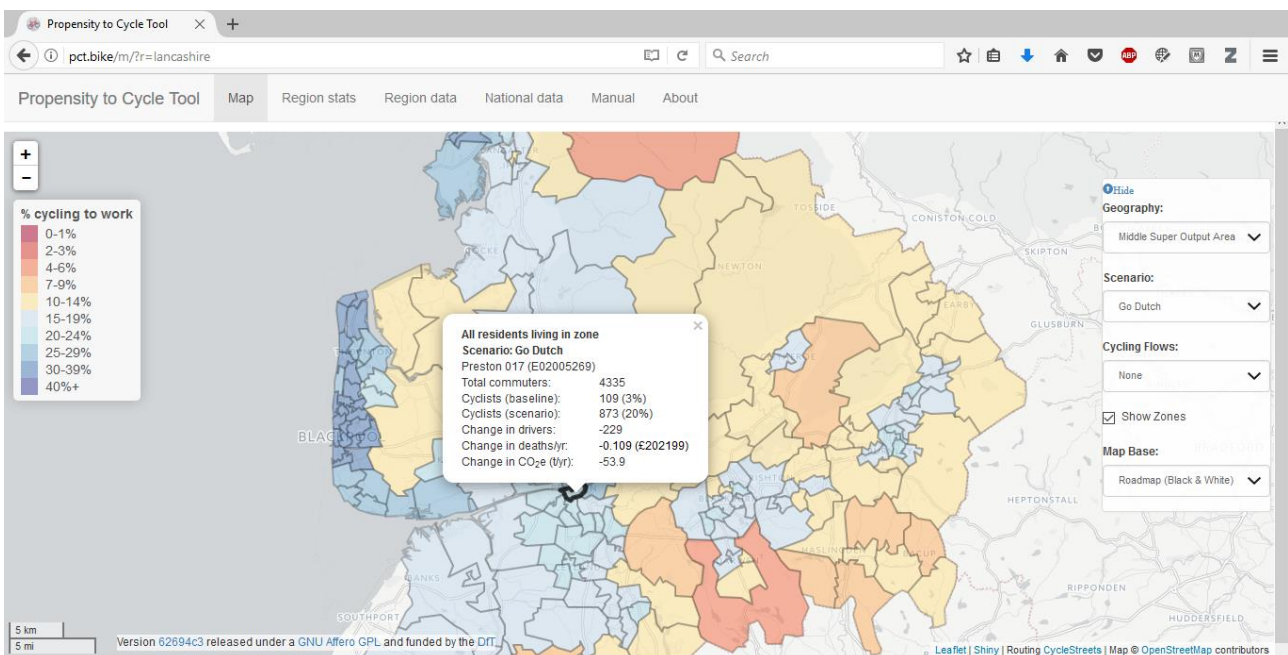 Propensity to Cycle Tool
pct.bike/m/?r=lancashire
Search
ABP
Z
Propensity to Cycle Tool
Map
Region stats
Region data
National data
Manual
About
+
−
% cycling to work
0-1%
2-3%
4-6%
7-9%
10-14%
15-19%
20-24%
25-29%
30-39%
40%+
TOSSIDE
CONISTON COLD
SKIPTON
NEWTON
EARBY
GLUSBURN
HEPTONSTALL
RIPPONDEN
HUDDERSFIELD
BANKS
SOUTHPORT
BRADFORD
All residents living in zone
Scenario: Go Dutch
Preston 017 (E02005269)
Total commuters: 4335
Cyclists (baseline): 109 (3%)
Cyclists (scenario): 873 (20%)
Change in drivers: -229
Change in deaths/yr: -0.109 (£202199)
Change in CO₂e (t/yr): -53.9
Hide
Geography:
Middle Super Output Area
Scenario:
Go Dutch
Cycling Flows:
None
Show Zones
Map Base:
Roadmap (Black & White)
5 km
5 mi
Version 62694c3 released under a GNU Affero GPL and funded by the DfT
Leaflet | Shiny | Routing CycleStreets | Map © OpenStreetMap contributors